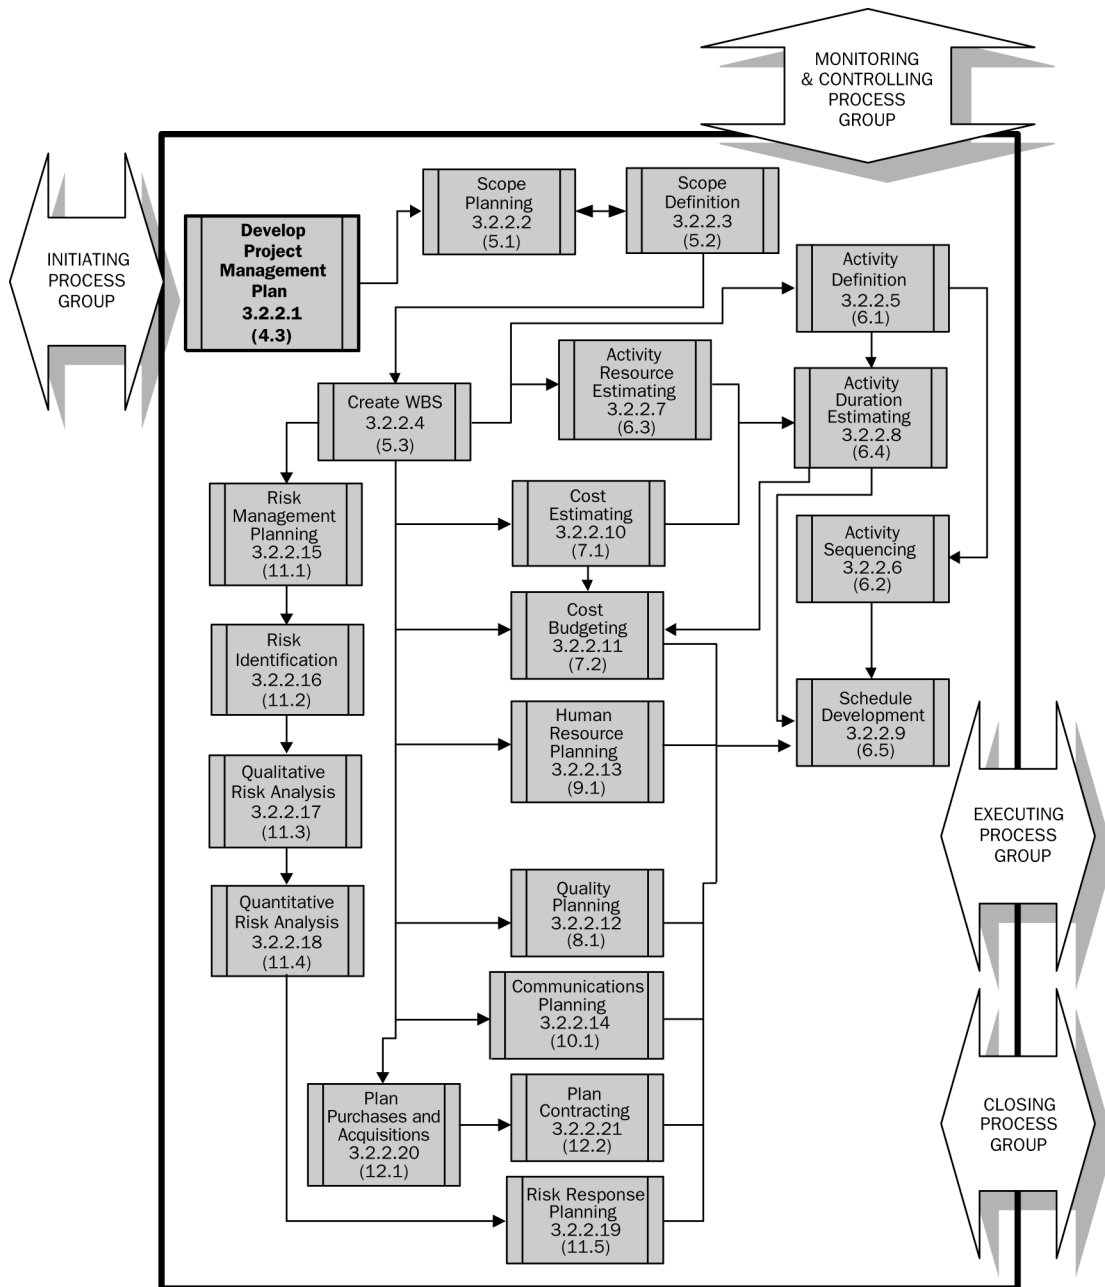 MONITORING
& CONTROLLING
PROCESS
GROUP
INITIATING
PROCESS
GROUP
Develop
Project
Management
Plan
3.2.2.1
(4.3)
Scope
Planning
3.2.2.2
(5.1)
Scope
Definition
3.2.2.3
(5.2)
Activity
Definition
3.2.2.5
(6.1)
Create WBS
3.2.2.4
(5.3)
Activity
Resource
Estimating
3.2.2.7
(6.3)
Activity
Duration
Estimating
3.2.2.8
(6.4)
Risk
Management
Planning
3.2.2.15
(11.1)
Cost
Estimating
3.2.2.10
(7.1)
Activity
Sequencing
3.2.2.6
(6.2)
Risk
Identification
3.2.2.16
(11.2)
Cost
Budgeting
3.2.2.11
(7.2)
Schedule
Development
3.2.2.9
(6.5)
Qualitative
Risk Analysis
3.2.2.17
(11.3)
Human
Resource
Planning
3.2.2.13
(9.1)
EXECUTING
PROCESS
GROUP
Quantitative
Risk Analysis
3.2.2.18
(11.4)
Quality
Planning
3.2.2.12
(8.1)
Communications
Planning
3.2.2.14
(10.1)
Plan
Purchases and
Acquisitions
3.2.2.20
(12.1)
Plan
Contracting
3.2.2.21
(12.2)
CLOSING
PROCESS
GROUP
Risk Response
Planning
3.2.2.19
(11.5)